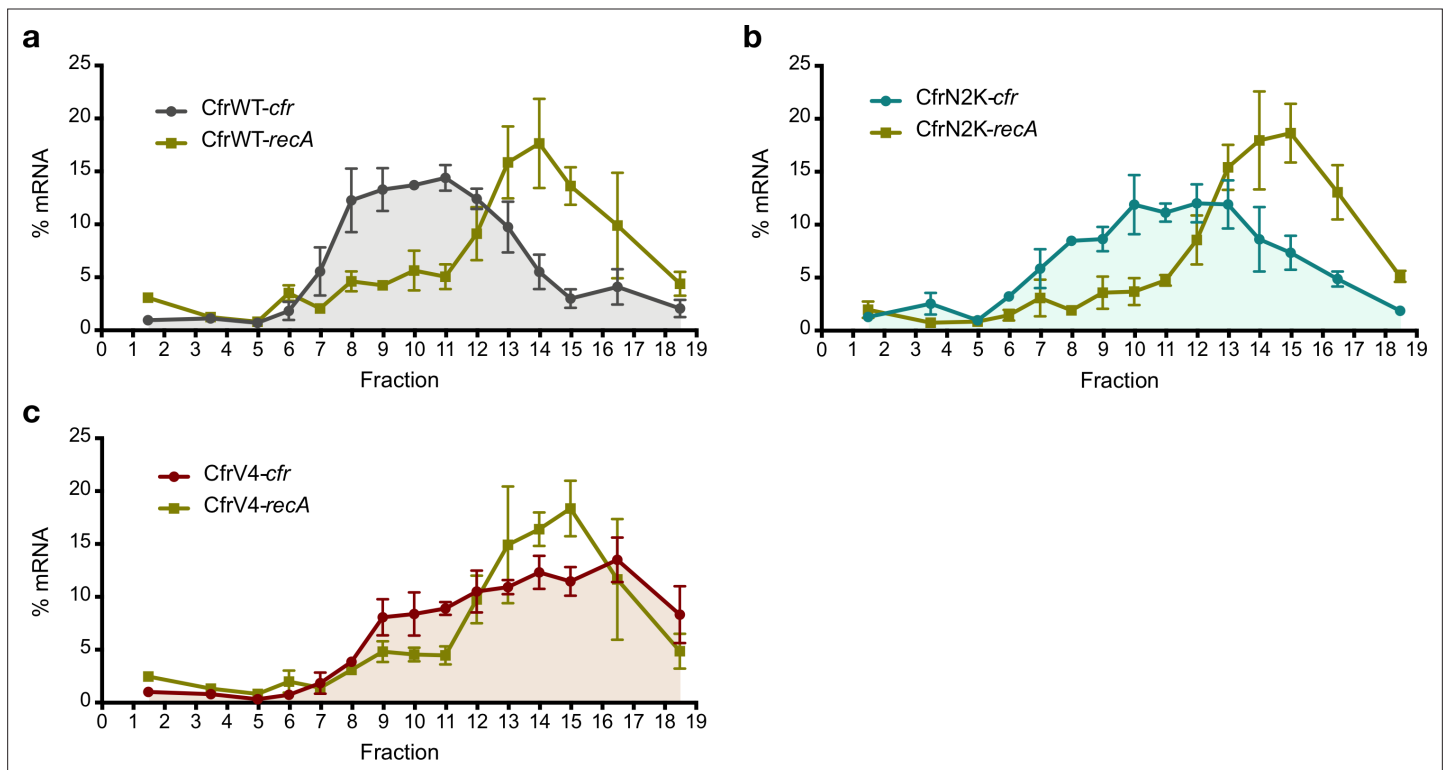 a
25
20
15
10
5
0
% mRNA
CfrWT-cfr
CfrWT-recA
0 1 2 3 4 5 6 7 8 9 10 11 12 13 14 15 16 17 18 19
Fraction
b
25
20
15
10
5
0
% mRNA
CfrN2K-cfr
CfrN2K-recA
0 1 2 3 4 5 6 7 8 9 10 11 12 13 14 15 16 17 18 19
Fraction
c
25
20
15
10
5
0
% mRNA
CfrV4-cfr
CfrV4-recA
0 1 2 3 4 5 6 7 8 9 10 11 12 13 14 15 16 17 18 19
Fraction